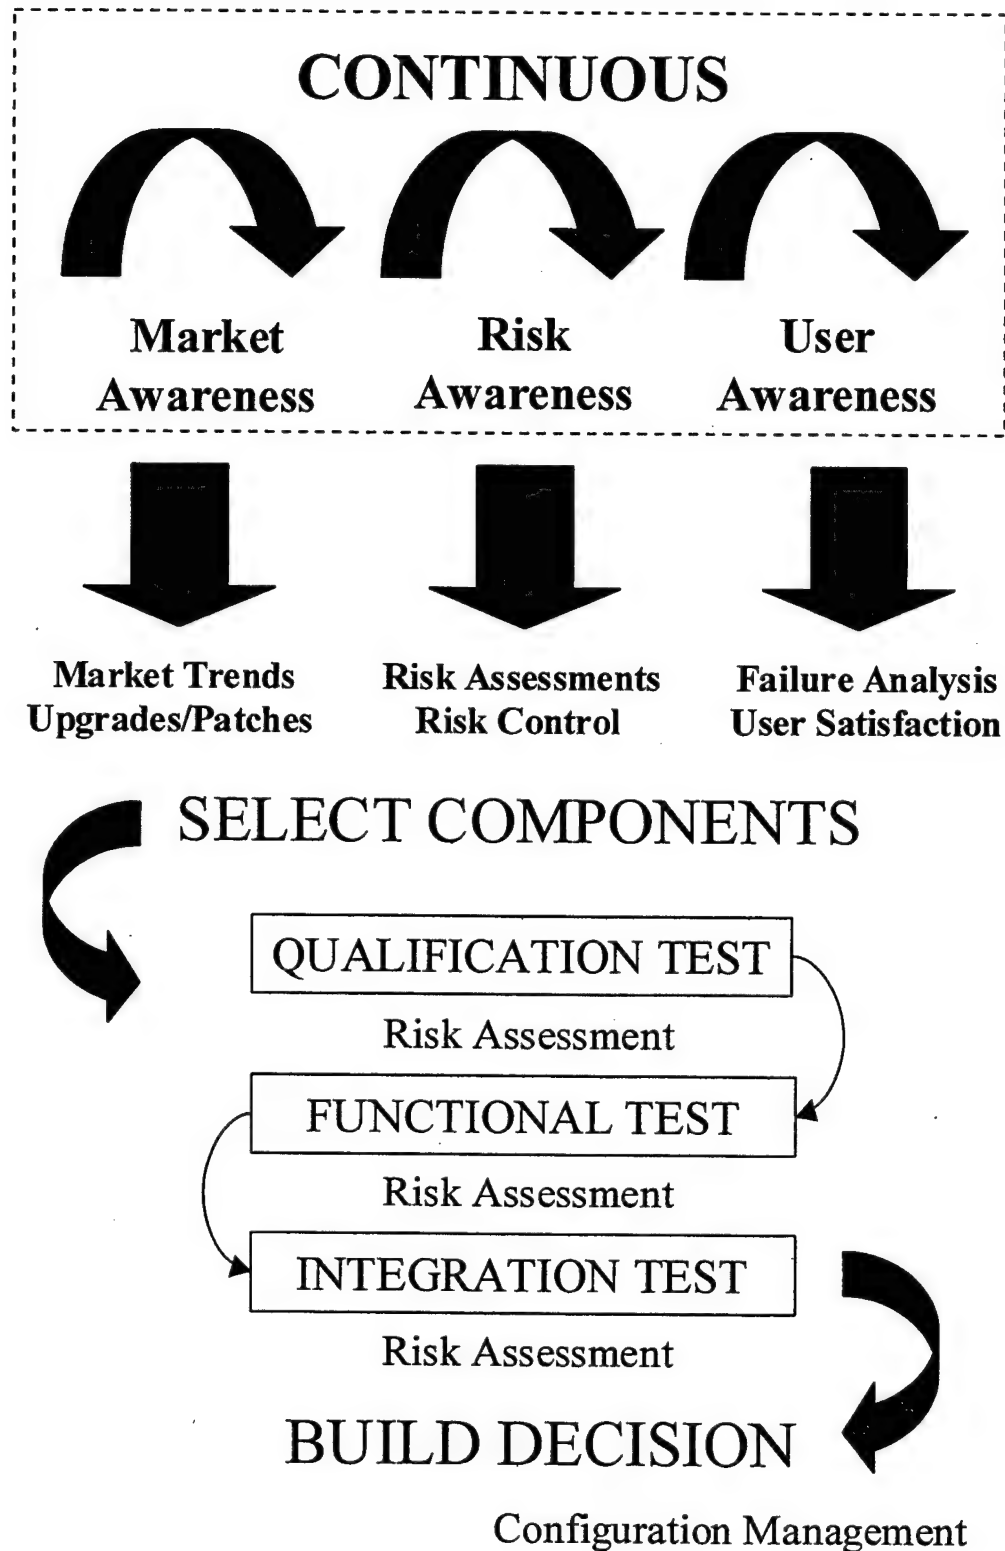 CONTINUOUS
Market
Awareness
Risk
Awareness
User
Awareness
Market Trends
Upgrades/Patches
Risk Assessments
Risk Control
Failure Analysis
User Satisfaction
SELECT COMPONENTS
QUALIFICATION TEST
Risk Assessment
FUNCTIONAL TEST
Risk Assessment
INTEGRATION TEST
Risk Assessment
BUILD DECISION
Configuration Management